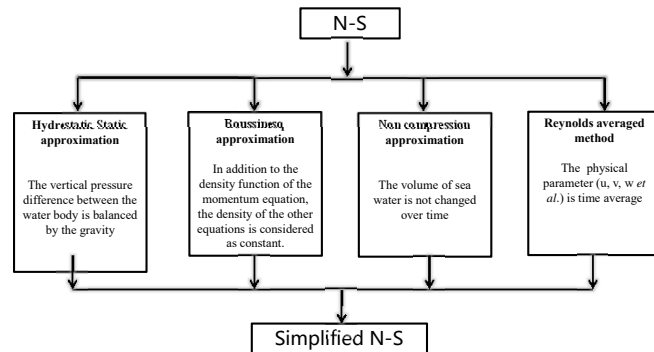 N-S
Hydrostatic Static
approximation
The vertical pressure
difference between the
water body is balanced
by the gravity
Boussinesq
approximation
In addition to the
density function of the
momentum equation,
the density of the other
equations is considered
as constant.
Non compression
approximation
The volume of sea
water is not changed
over time
Reynolds averaged
method
The physical
parameter (u, v, w et
al.) is time average
Simplified N-S